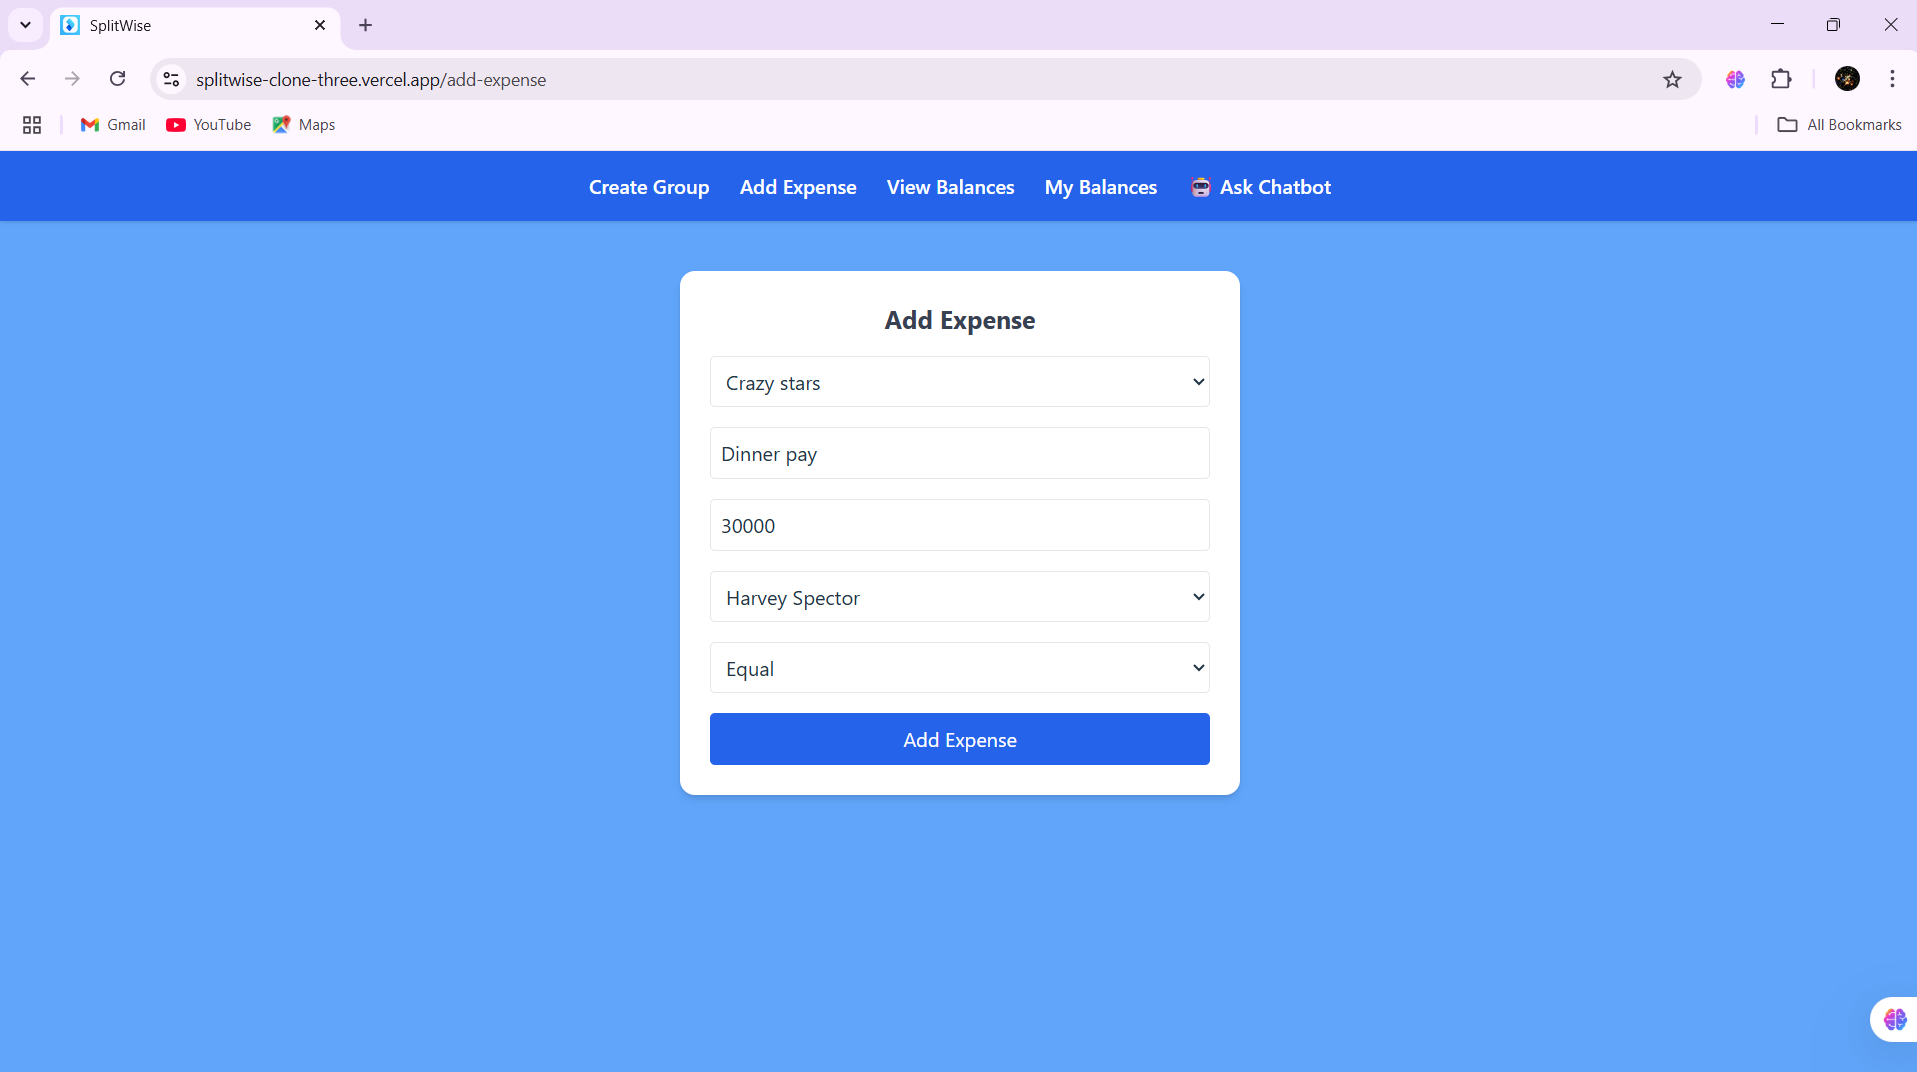 SplitWise
splitwise-clone-three.vercel.app/add-expense
Gmail YouTube Maps All Bookmarks
Create Group Add Expense View Balances My Balances Ask Chatbot
Add Expense
Crazy stars
Dinner pay
30000
Harvey Spector
Equal
Add Expense